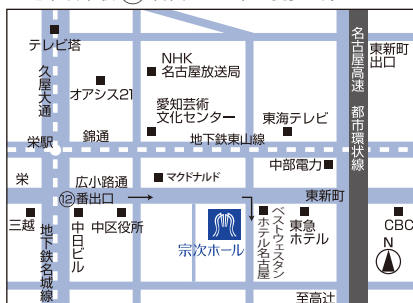 テレビ塔
久屋大通
オアシス21
NHK
名古屋放送局
名古屋高速 都市環状線
東新町
出口
愛知芸術
文化センター
東海テレビ
栄駅
錦通
地下鉄東山線
中部電力
栄
広小路通
マクドナルド
東新町
⑫番出口
三越
地下鉄名城線
中日ビル
中区役所
宗次ホール
ベストウェスタン
ホテル名古屋
東急
ホテル
CBC
N
至高辻